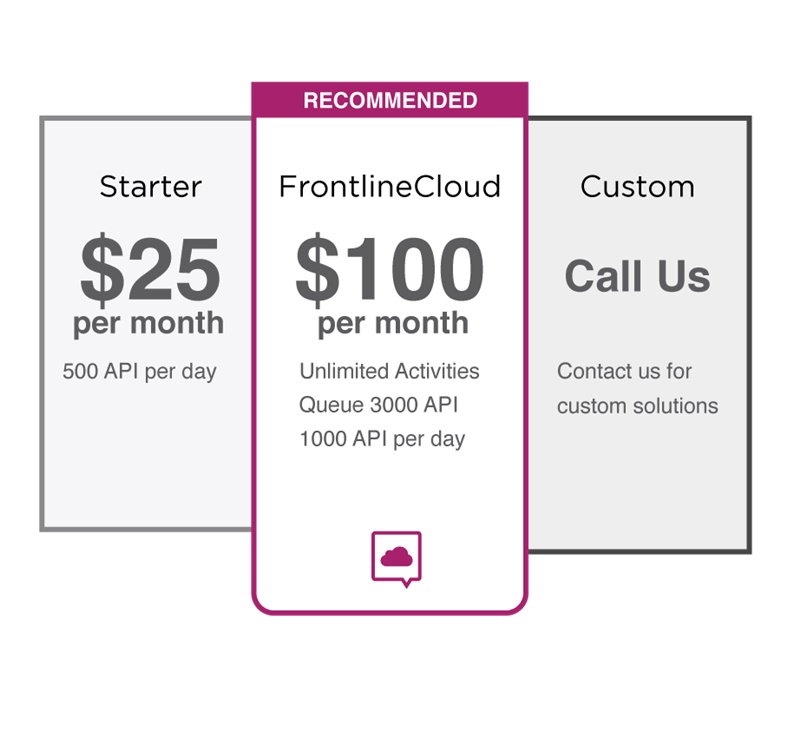 RECOMMENDED
Starter
$25
per month
500 API per day
FrontlineCloud
$100
per month
Unlimited Activities
Queue 3000 API
1000 API per day
Custom
Call Us
Contact us for
custom solutions